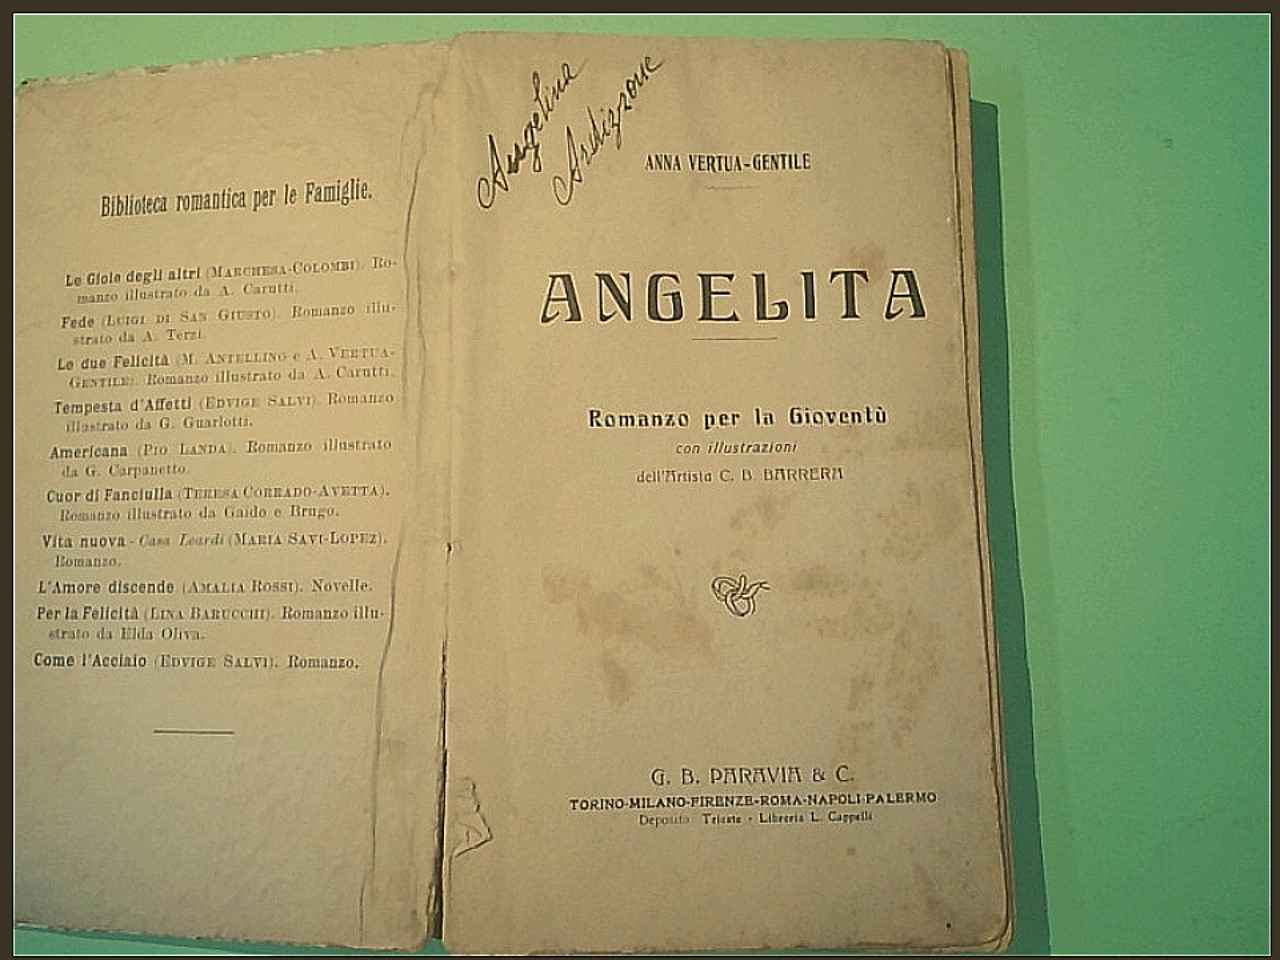 Biblioteca romantica per le Famiglie.
Le Gioie degli altri (MARCHESA-COLOMBI). Ro-
manzo illustrato da A. Carutti.
Fede (LUIGI DI SAN GIUSTO). Romanzo illu-
strato da A. Terzi.
Le due Felicità (M. ANTELLING e A. VERTUA-
GENTILE). Romanzo illustrato da A. Carutti.
Tempesta d'Affetti (EDVIGE SALVI). Romanzo
illustrato da G. Guarlotti.
Americana (PIO LANDA). Romanzo illustrato
da G. Carpanetto.
Cuor di Fanciulla (TERESA CORRADO-AVETTA).
Romanzo illustrato da Gaido e Brugo.
Vita nuova - Casa Leardi (MARIA SAVI-LOPEZ).
Romanzo.
L'Amore discende (AMALIA ROSSI). Novelle.
Per la Felicità (LINA BARUCCHI). Romanzo illu-
strato da Elda Oliva.
Come l'Acciaio (EDVIGE SALVI). Romanzo.
Angelina
Ardizzone
ANNA VERTUA-GENTILE
ANGELITA
Romanzo per la Gioventù
con illustrazioni
dell'Artista C. B. BARRERA
G. B. PARAVIA & C.
TORINO-MILANO-FIRENZE-ROMA-NAPOLI-PALERMO
Deposito Trieste - Libreria L. Cappelli